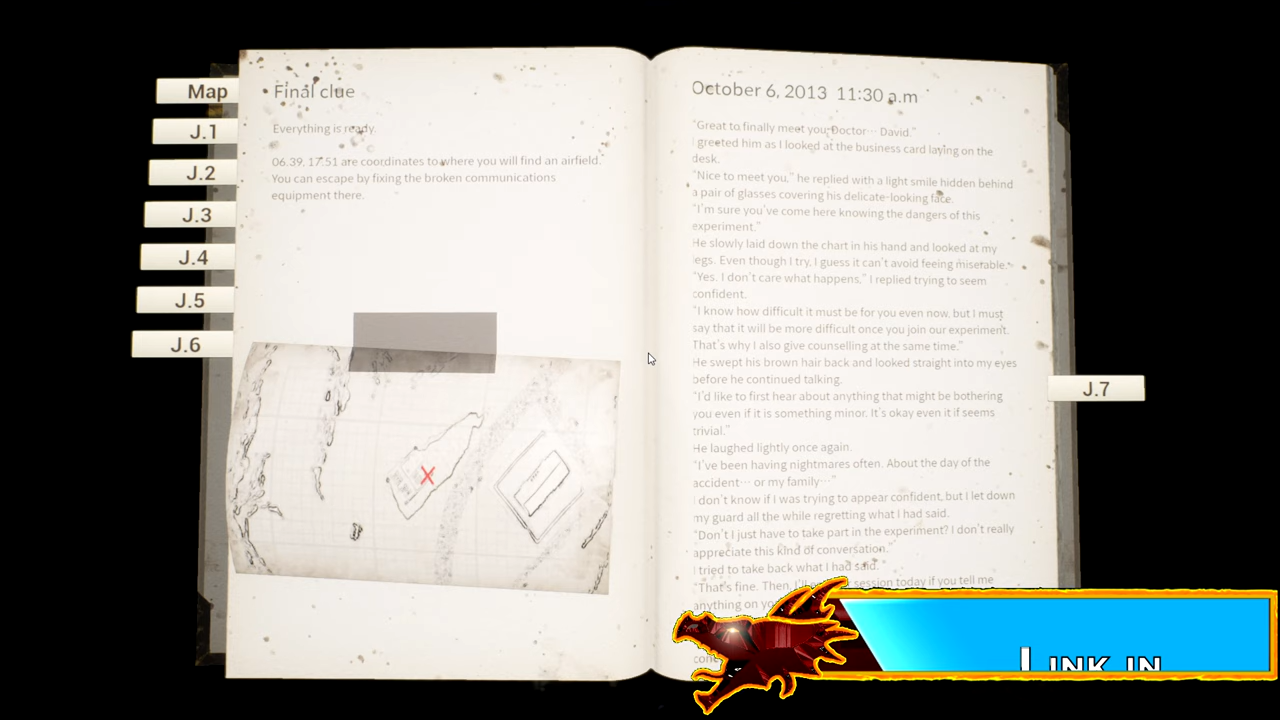 Map
J.1
J.2
J.3
J.4
J.5
J.6
Final clue
Everything is ready.
06.39, 17.51 are coordinates to where you will find an airfield.
You can escape by fixing the broken communications
equipment there.
October 6, 2013 11:30 a.m
"Great to finally meet you, Doctor… David."
I greeted him as I looked at the business card laying on the
desk.
"Nice to meet you," he replied with a light smile hidden behind
a pair of glasses covering his delicate-looking face.
"I'm sure you've come here knowing the dangers of this
experiment."
He slowly laid down the chart in his hand and looked at my
legs. Even though I try, I guess it can't avoid feeing miserable.
"Yes. I don't care what happens," I replied trying to seem
confident.
"I know how difficult it must be for you even now, but I must
say that it will be more difficult once you join our experiment.
That's why I also give counselling at the same time."
He swept his brown hair back and looked straight into my eyes
before he continued talking.
"I'd like to first hear about anything that might be bothering
you even if it is something minor. It's okay even it if seems
trivial."
He laughed lightly once again.
"I've been having nightmares often. About the day of the
accident… or my family…"
I don't know if I was trying to appear confident, but I let down
my guard all the while regretting what I had said.
"Don't I just have to take part in the experiment? I don't really
appreciate this kind of conversation."
I tried to take back what I had said.
"That's fine. Then, I'll session today if you tell me
anything on
J.7
Link in